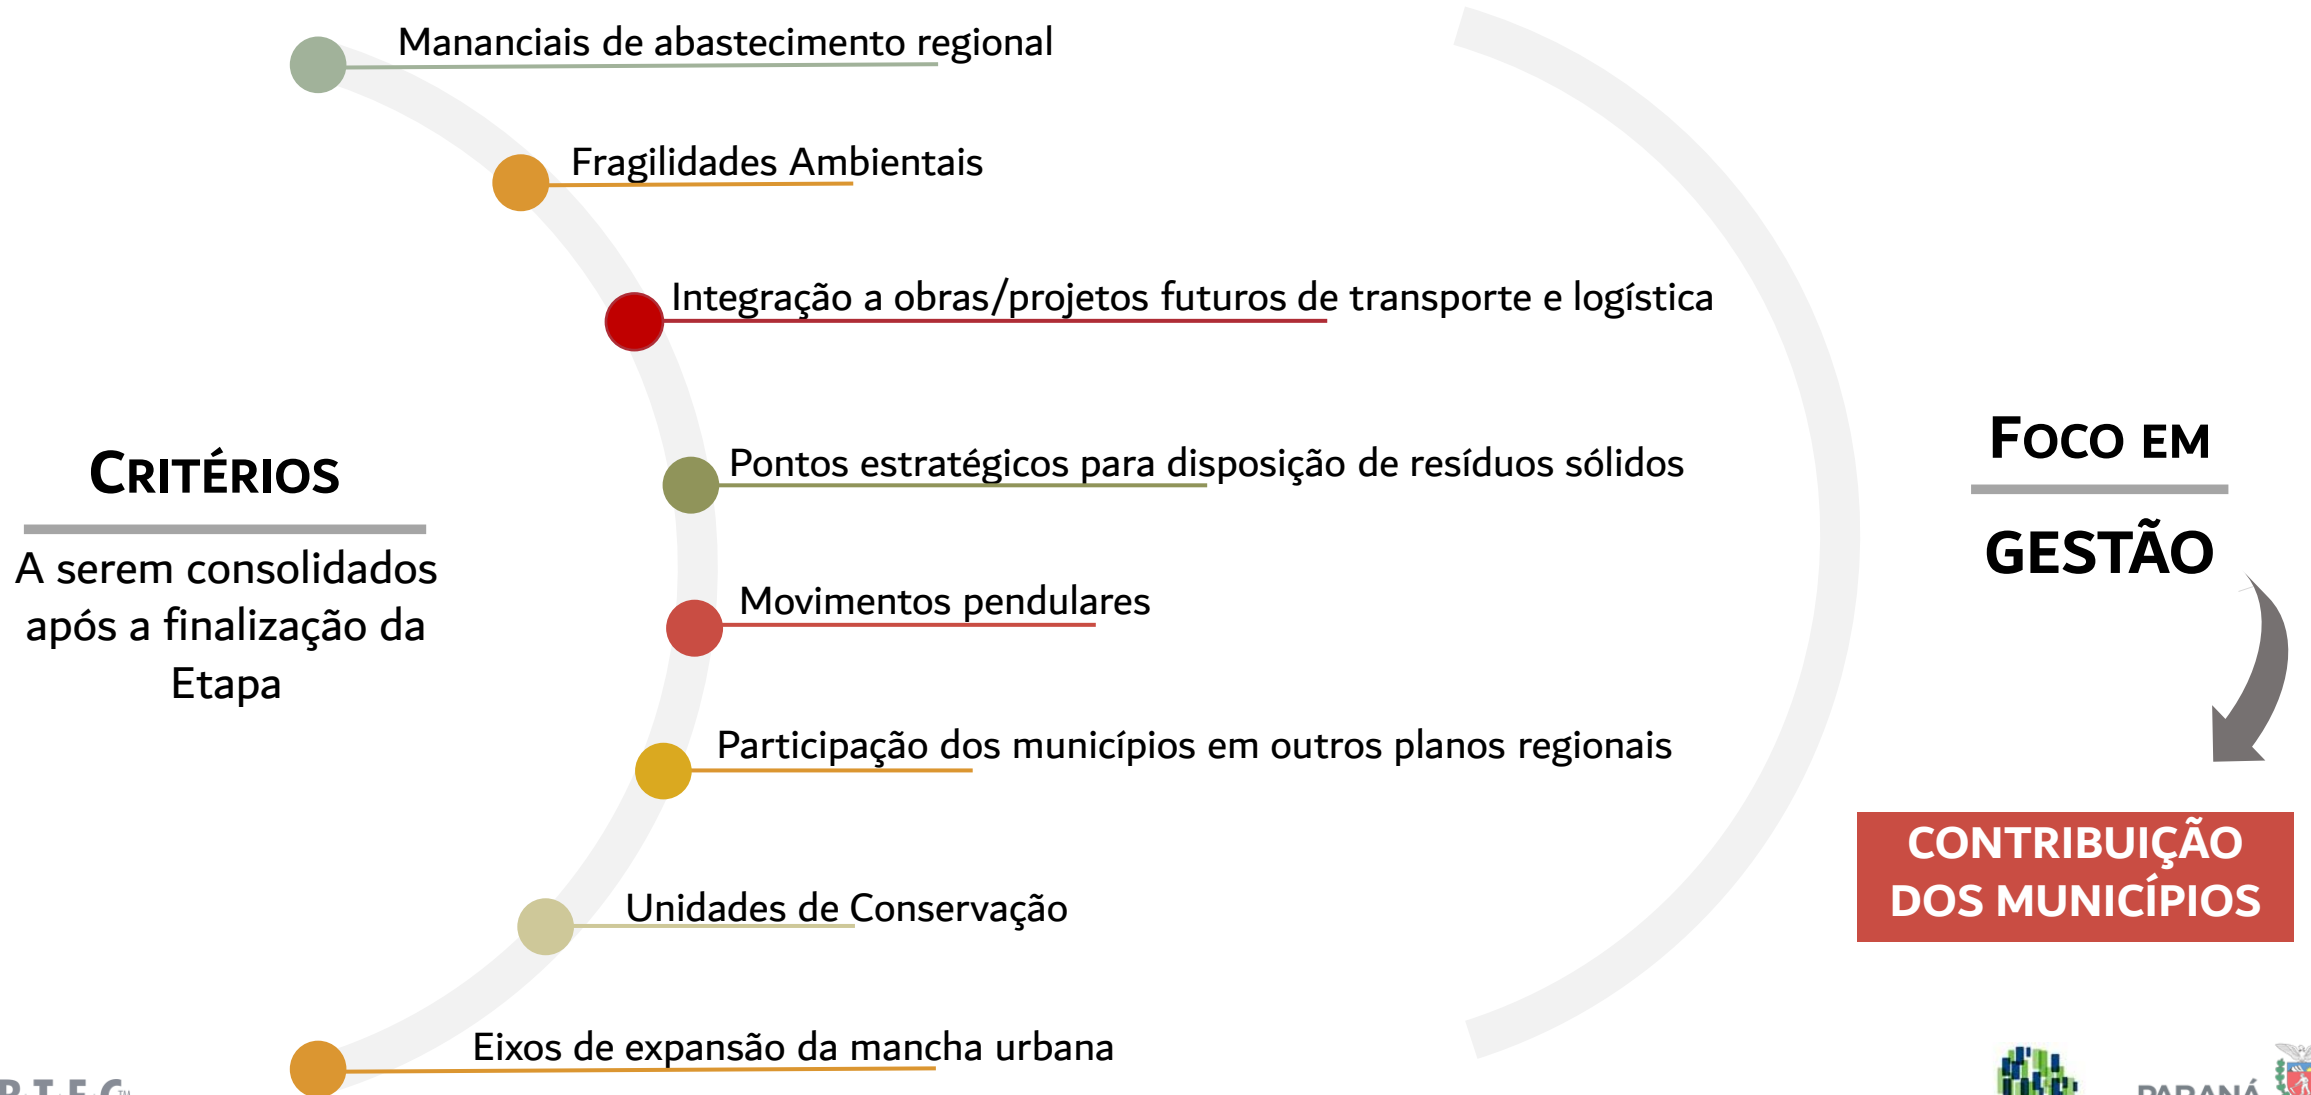 Mananciais de abastecimento regional
Fragilidades Ambientais
Integração a obras/projetos futuros de transporte e logística
Pontos estratégicos para disposição de resíduos sólidos
Movimentos pendulares
Participação dos municípios em outros planos regionais
Unidades de Conservação
Eixos de expansão da mancha urbana
CRITÉRIOS
A serem consolidados
após a finalização da
Etapa
FOCO EM
GESTÃO
CONTRIBUIÇÃO
DOS MUNICÍPIOS
PARANÁ